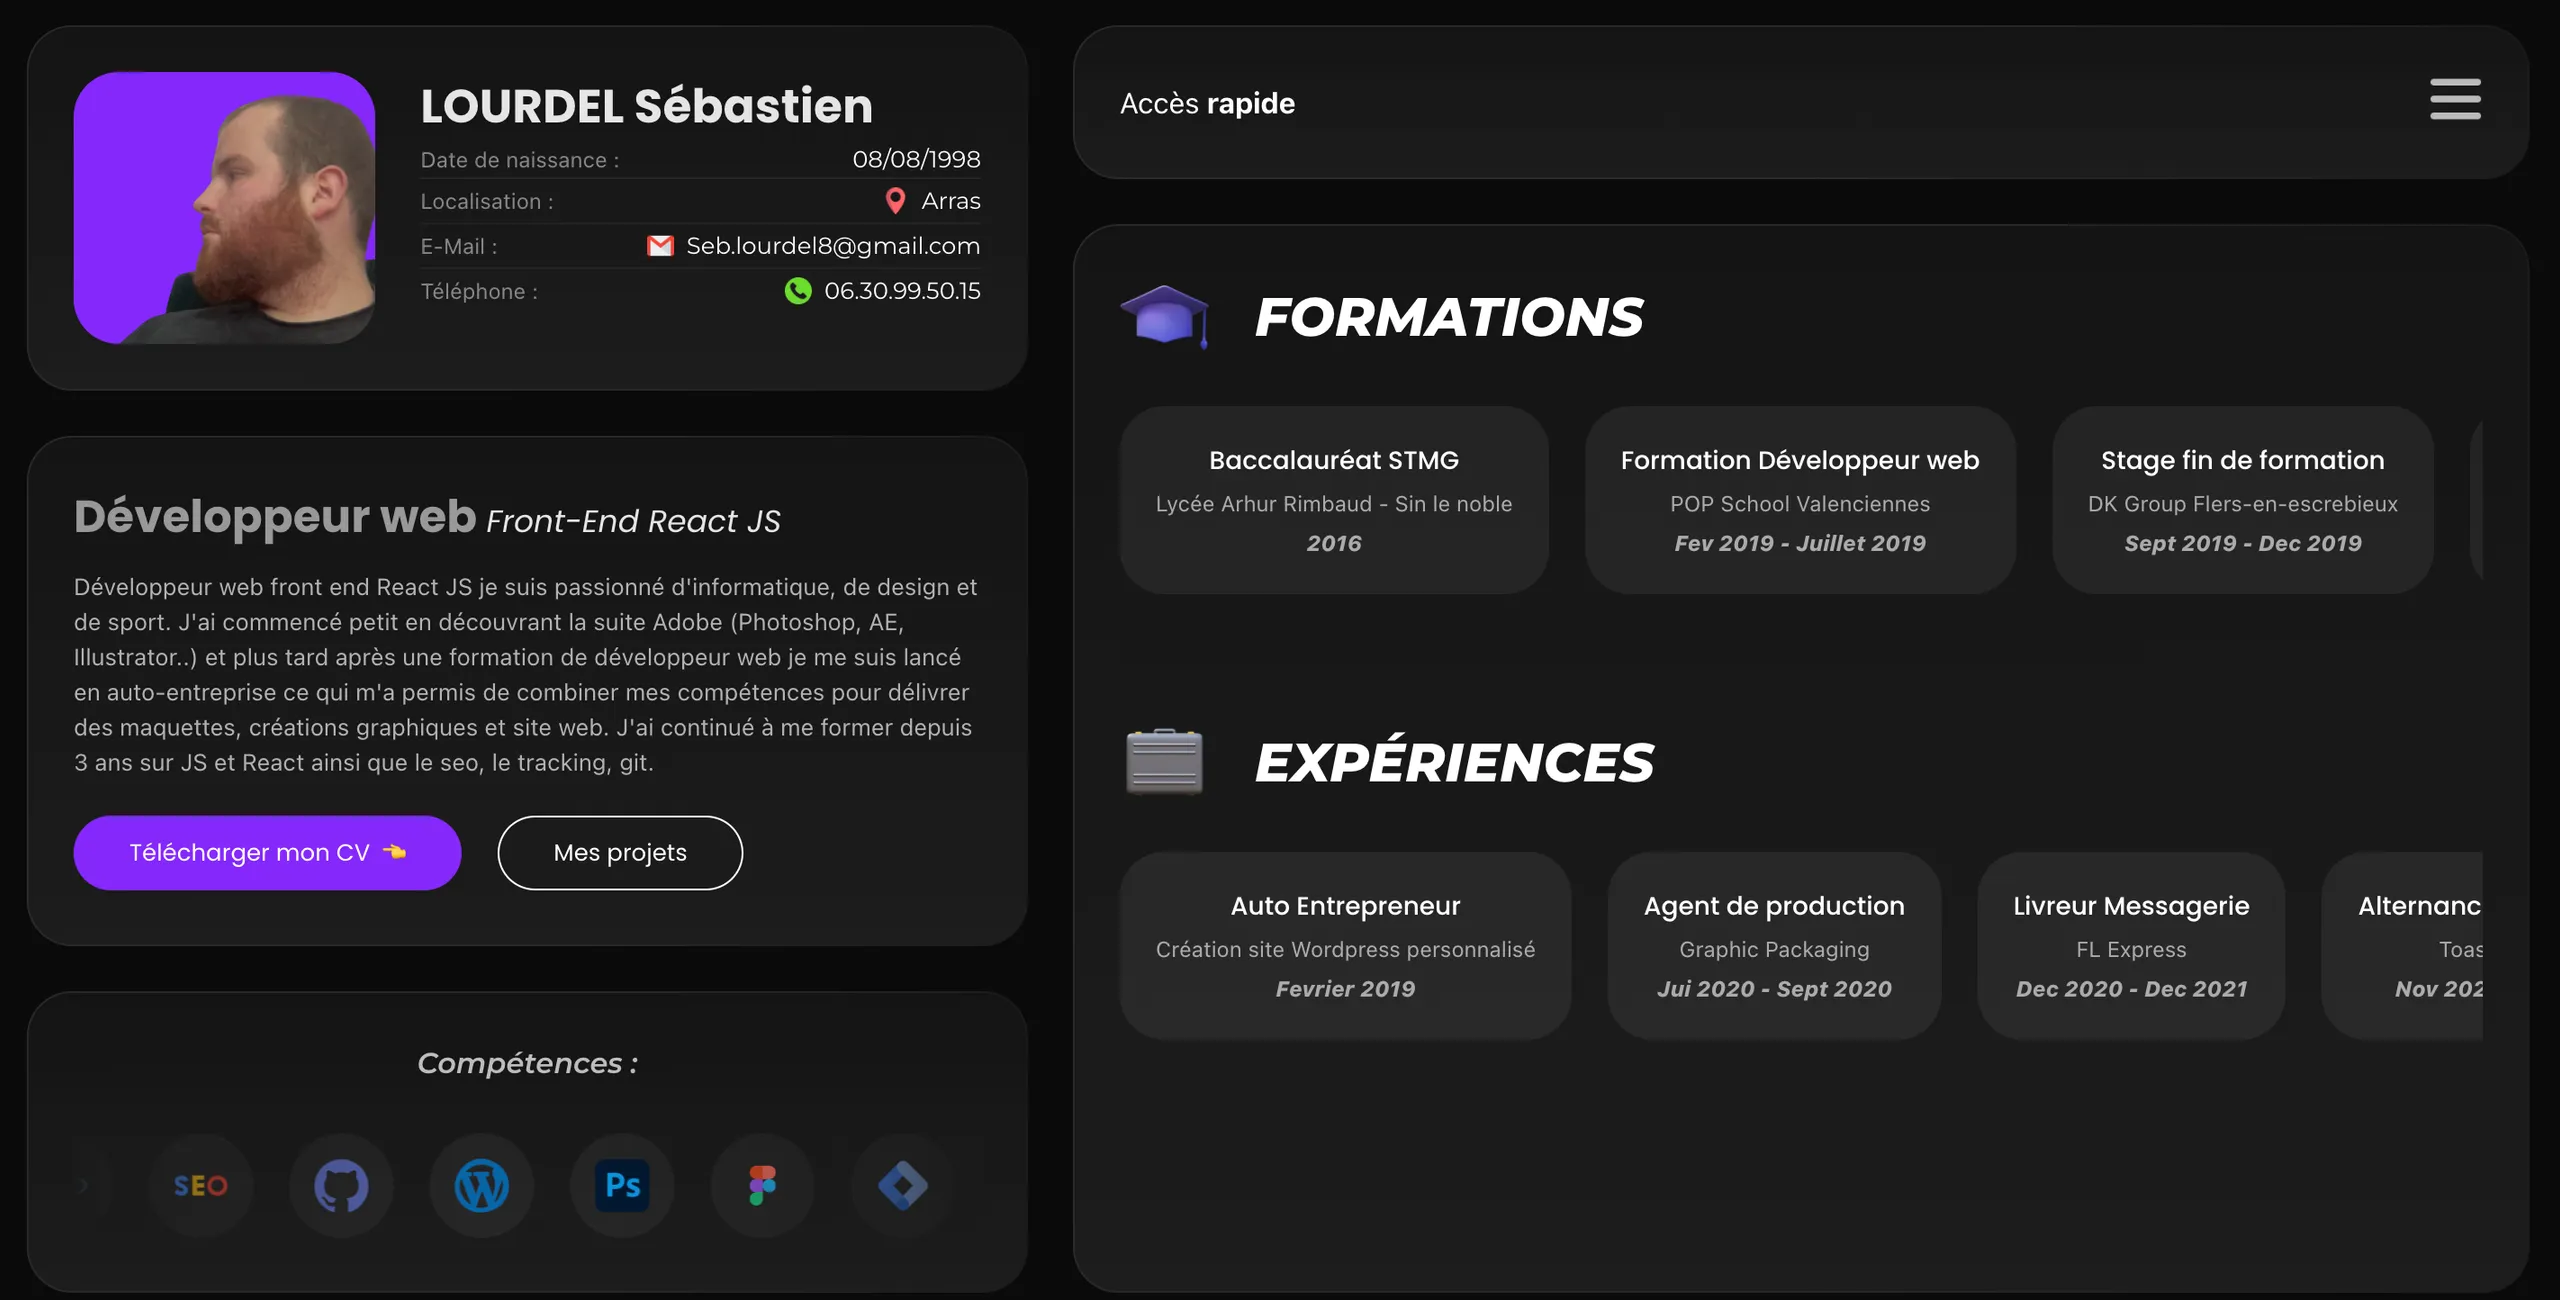 LOURDEL Sébastien
Date de naissance : 08/08/1998
Localisation : Arras
E-Mail : Seb.lourdel8@gmail.com
Téléphone : 06.30.99.50.15
Développeur web Front-End React JS
Développeur web front end React JS je suis passionné d'informatique, de design et
de sport. J'ai commencé petit en découvrant la suite Adobe (Photoshop, AE,
Illustrator..) et plus tard après une formation de développeur web je me suis lancé
en auto-entreprise ce qui m'a permis de combiner mes compétences pour délivrer
des maquettes, créations graphiques et site web. J'ai continué à me former depuis
3 ans sur JS et React ainsi que le seo, le tracking, git.
Télécharger mon CV
Mes projets
Compétences :
SEO
Ps
Accès rapide
FORMATIONS
Baccalauréat STMG
Lycée Arhur Rimbaud - Sin le noble
2016
Formation Développeur web
POP School Valenciennes
Fev 2019 - Juillet 2019
Stage fin de formation
DK Group Flers-en-escrebieux
Sept 2019 - Dec 2019
EXPÉRIENCES
Auto Entrepreneur
Création site Wordpress personnalisé
Fevrier 2019
Agent de production
Graphic Packaging
Jui 2020 - Sept 2020
Livreur Messagerie
FL Express
Dec 2020 - Dec 2021
Alternanc
Toas
Nov 202